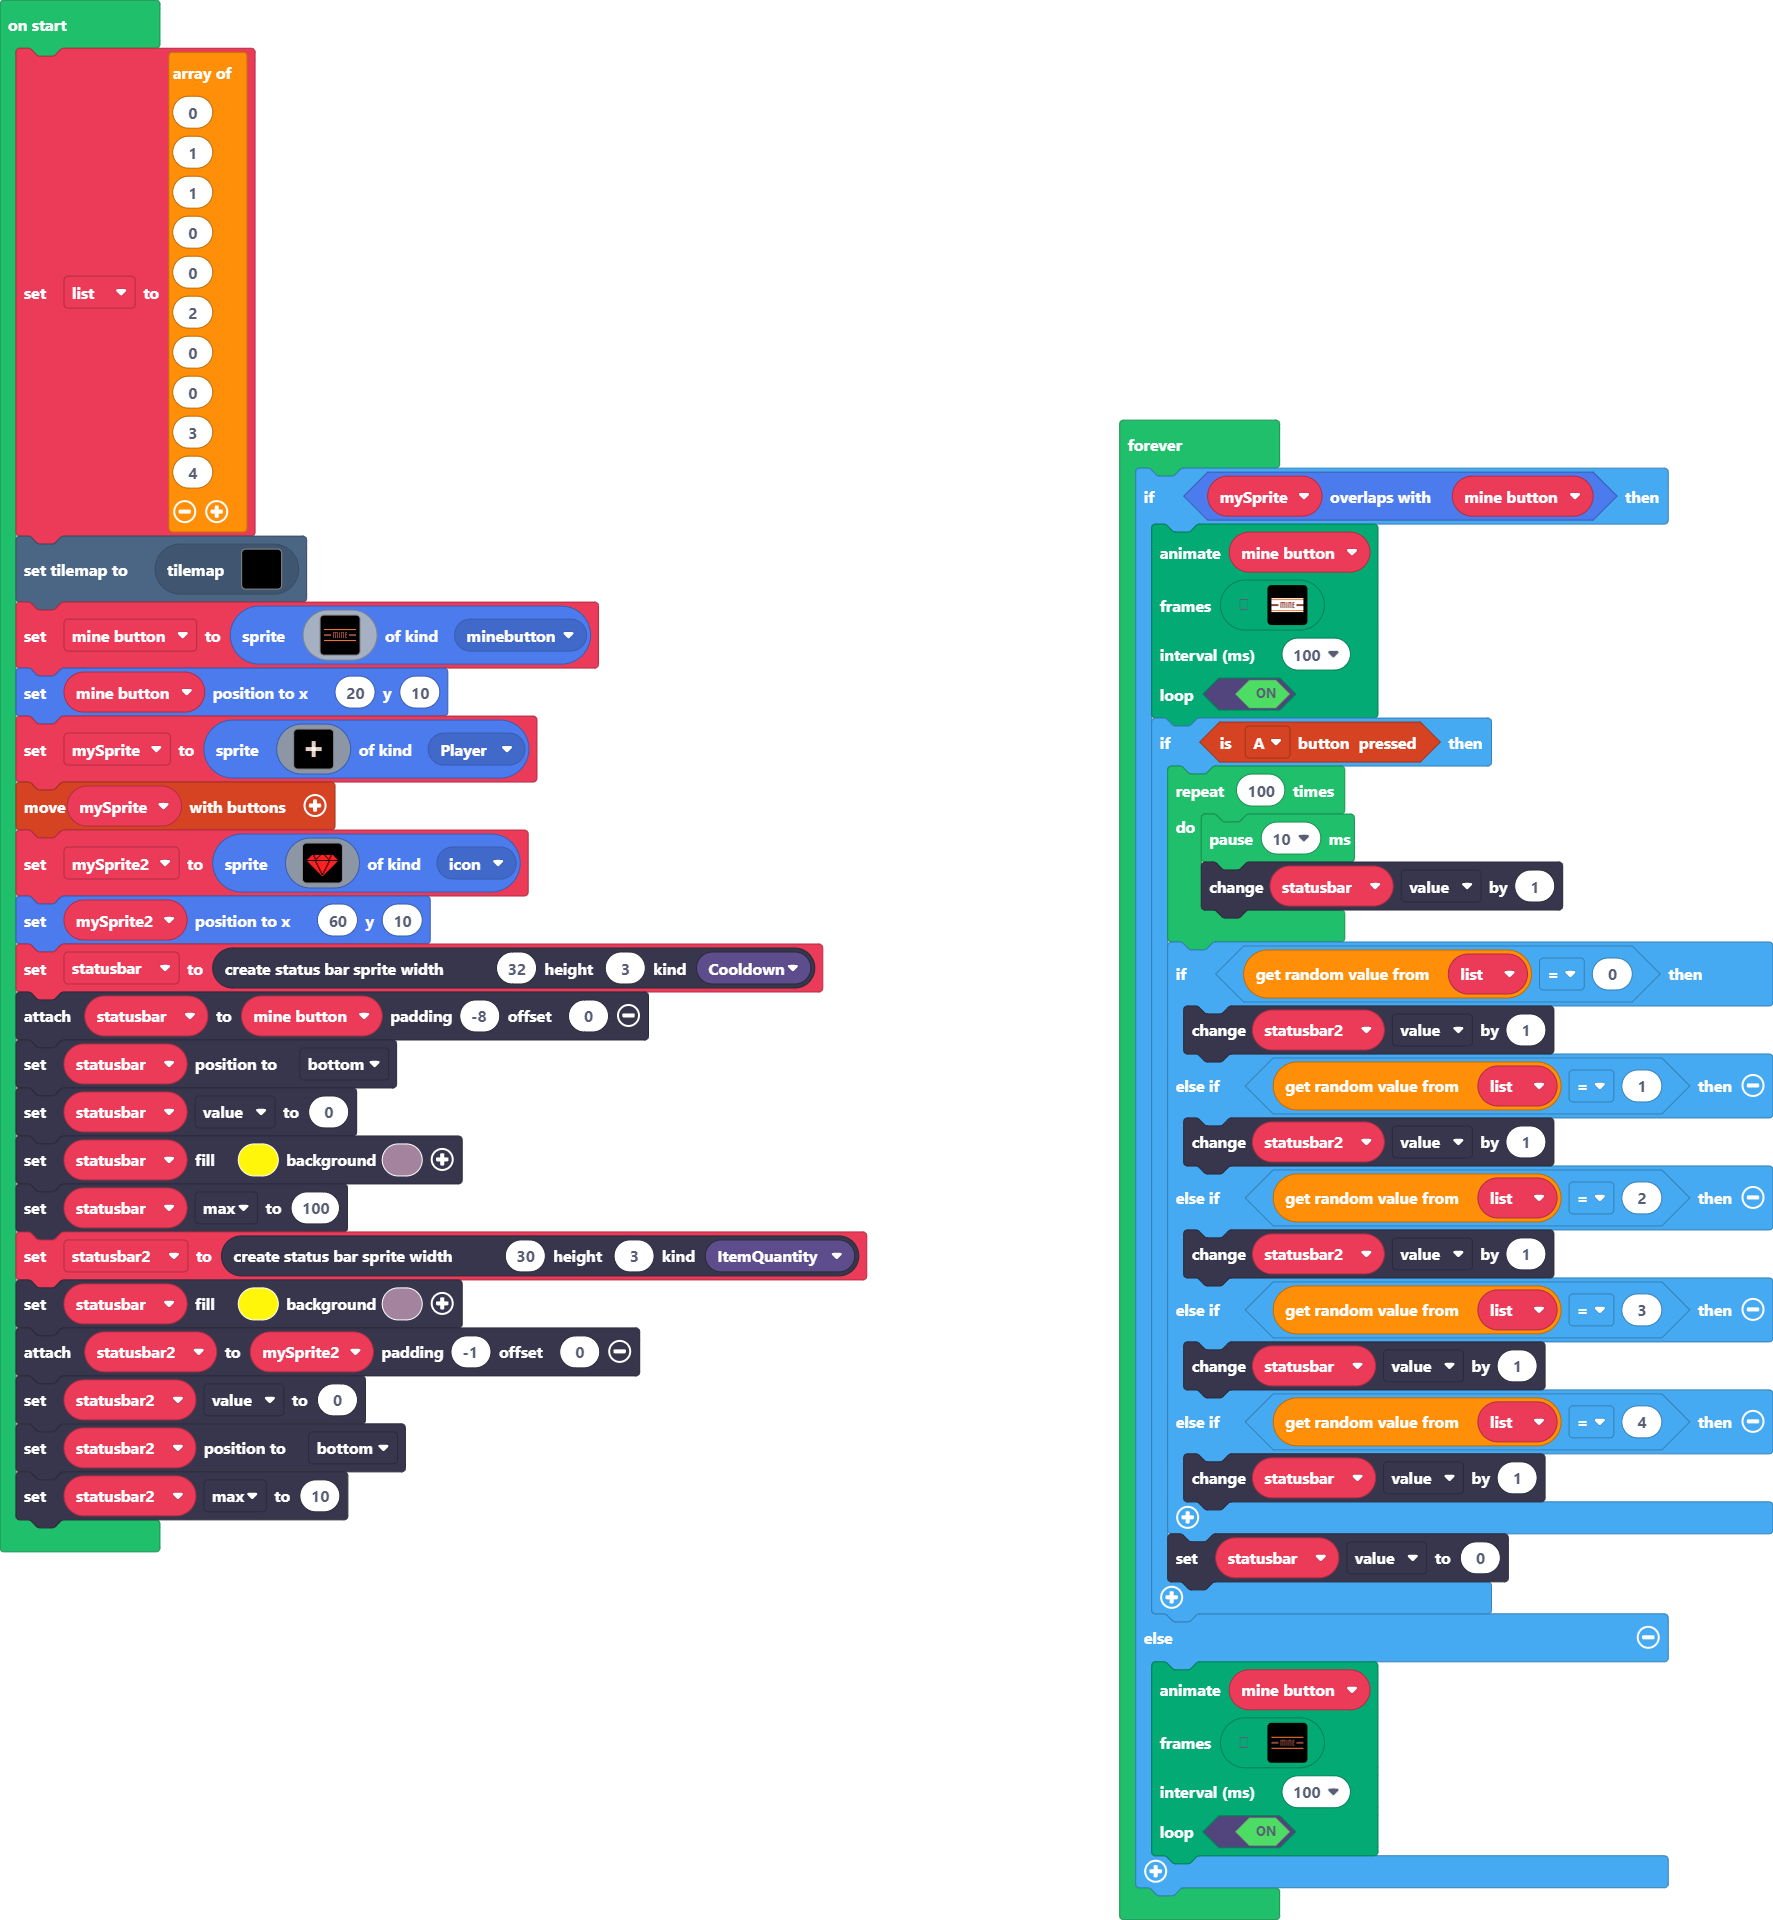 on start
set list to array of
0
1
1
0
0
2
0
0
3
4
set tilemap to tilemap
set mine button to sprite MINE of kind minebutton
set mine button position to x 20 y 10
set mySprite to sprite of kind Player
move mySprite with buttons
set mySprite2 to sprite of kind icon
set mySprite2 position to x 60 y 10
set statusbar to create status bar sprite width 32 height 3 kind Cooldown
attach statusbar to mine button padding -8 offset 0
set statusbar position to bottom
set statusbar value to 0
set statusbar fill background
set statusbar max to 100
set statusbar2 to create status bar sprite width 30 height 3 kind ItemQuantity
set statusbar fill background
attach statusbar2 to mySprite2 padding -1 offset 0
set statusbar2 value to 0
set statusbar2 position to bottom
set statusbar2 max to 10
forever
if mySprite overlaps with mine button then
animate mine button
frames MINE
interval (ms) 100
loop ON
if is A button pressed then
repeat 100 times
do pause 10 ms
change statusbar value by 1
if get random value from list = 0 then
change statusbar2 value by 1
else if get random value from list = 1 then
change statusbar2 value by 1
else if get random value from list = 2 then
change statusbar2 value by 1
else if get random value from list = 3 then
change statusbar value by 1
else if get random value from list = 4 then
change statusbar value by 1
set statusbar value to 0
else
animate mine button
frames MINE
interval (ms) 100
loop ON